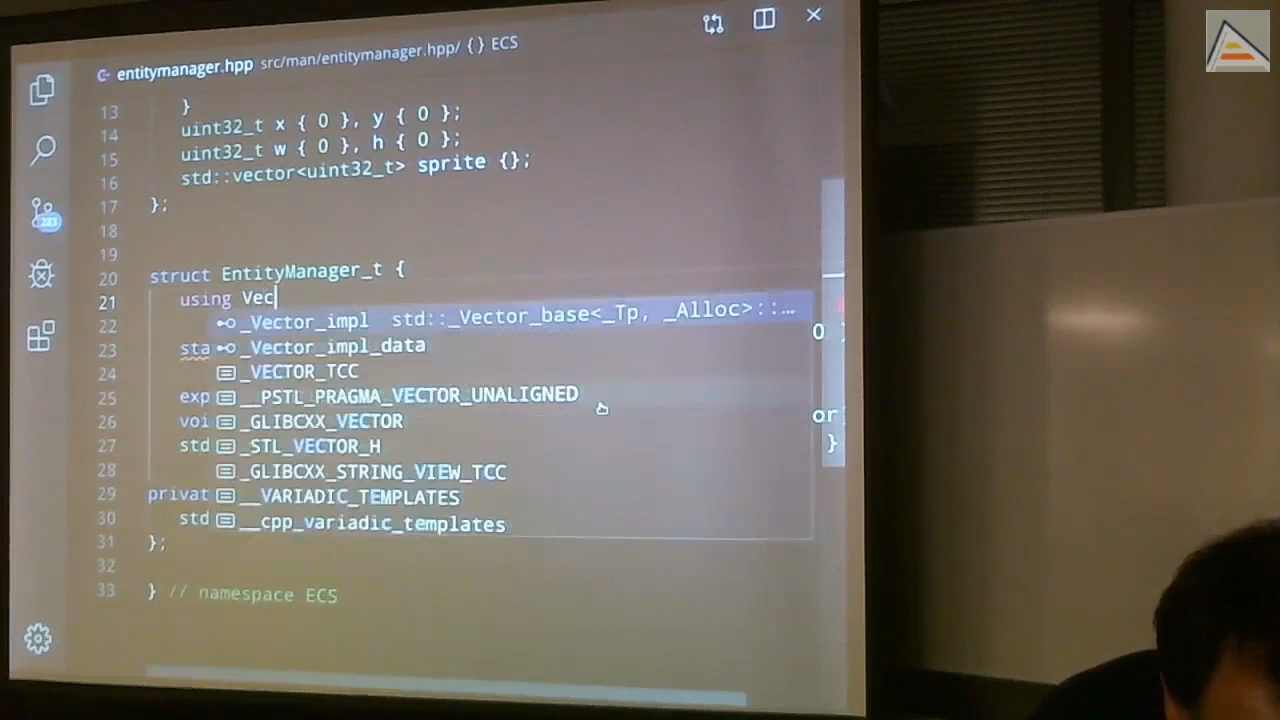 entitymanager.hpp src/man/entitymanager.hpp/ {} ECS
13 }
14 uint32_t x { 0 }, y { 0 };
15 uint32_t w { 0 }, h { 0 };
16 std::vector<uint32_t> sprite {};
17 };
18
19
20 struct EntityManager_t {
21 using Vec
22 _Vector_impl std::_Vector_base<_Tp, _Alloc>::…
0
23 sta _Vector_impl_data
24 _VECTOR_TCC
25 exp __PSTL_PRAGMA_VECTOR_UNALIGNED
26 voi _GLIBCXX_VECTOR
or
27 std _STL_VECTOR_H
}
28 _GLIBCXX_STRING_VIEW_TCC
29 privat __VARIADIC_TEMPLATES
30 std __cpp_variadic_templates
31 };
32
33 } // namespace ECS